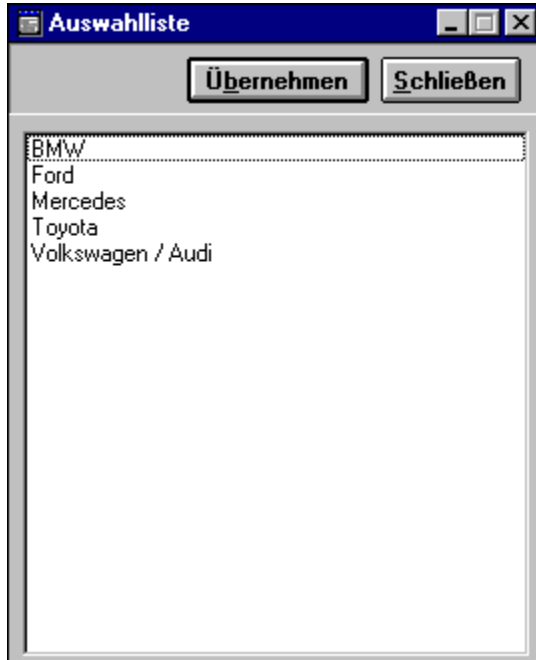 Auswahlliste
Übernehmen Schließen
BMW
Ford
Mercedes
Toyota
Volkswagen / Audi